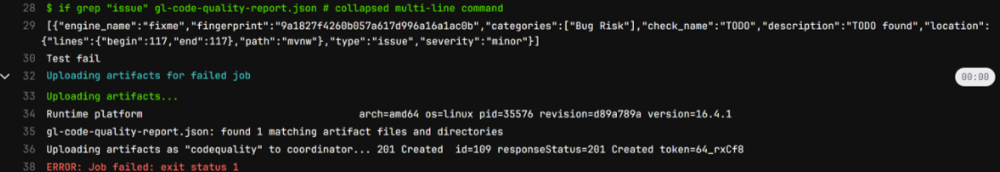 28 $ if grep "issue" gl-code-quality-report.json # collapsed multi-line command
29 [{"engine_name":"fixme","fingerprint":"9a1827f4260b057a617d996a16a1ac0b","categories":["Bug Risk"],"check_name":"TODO","description":"TODO found","location":
{"lines":{"begin":117,"end":117},"path":"mvnw"},"type":"issue","severity":"minor"}]
30 Test fail
32 Uploading artifacts for failed job 00:00
33 Uploading artifacts...
34 Runtime platform arch=amd64 os=linux pid=35576 revision=d89a789a version=16.4.1
35 gl-code-quality-report.json: found 1 matching artifact files and directories
36 Uploading artifacts as "codequality" to coordinator... 201 Created id=109 responseStatus=201 Created token=64_rxCf8
38 ERROR: Job failed: exit status 1